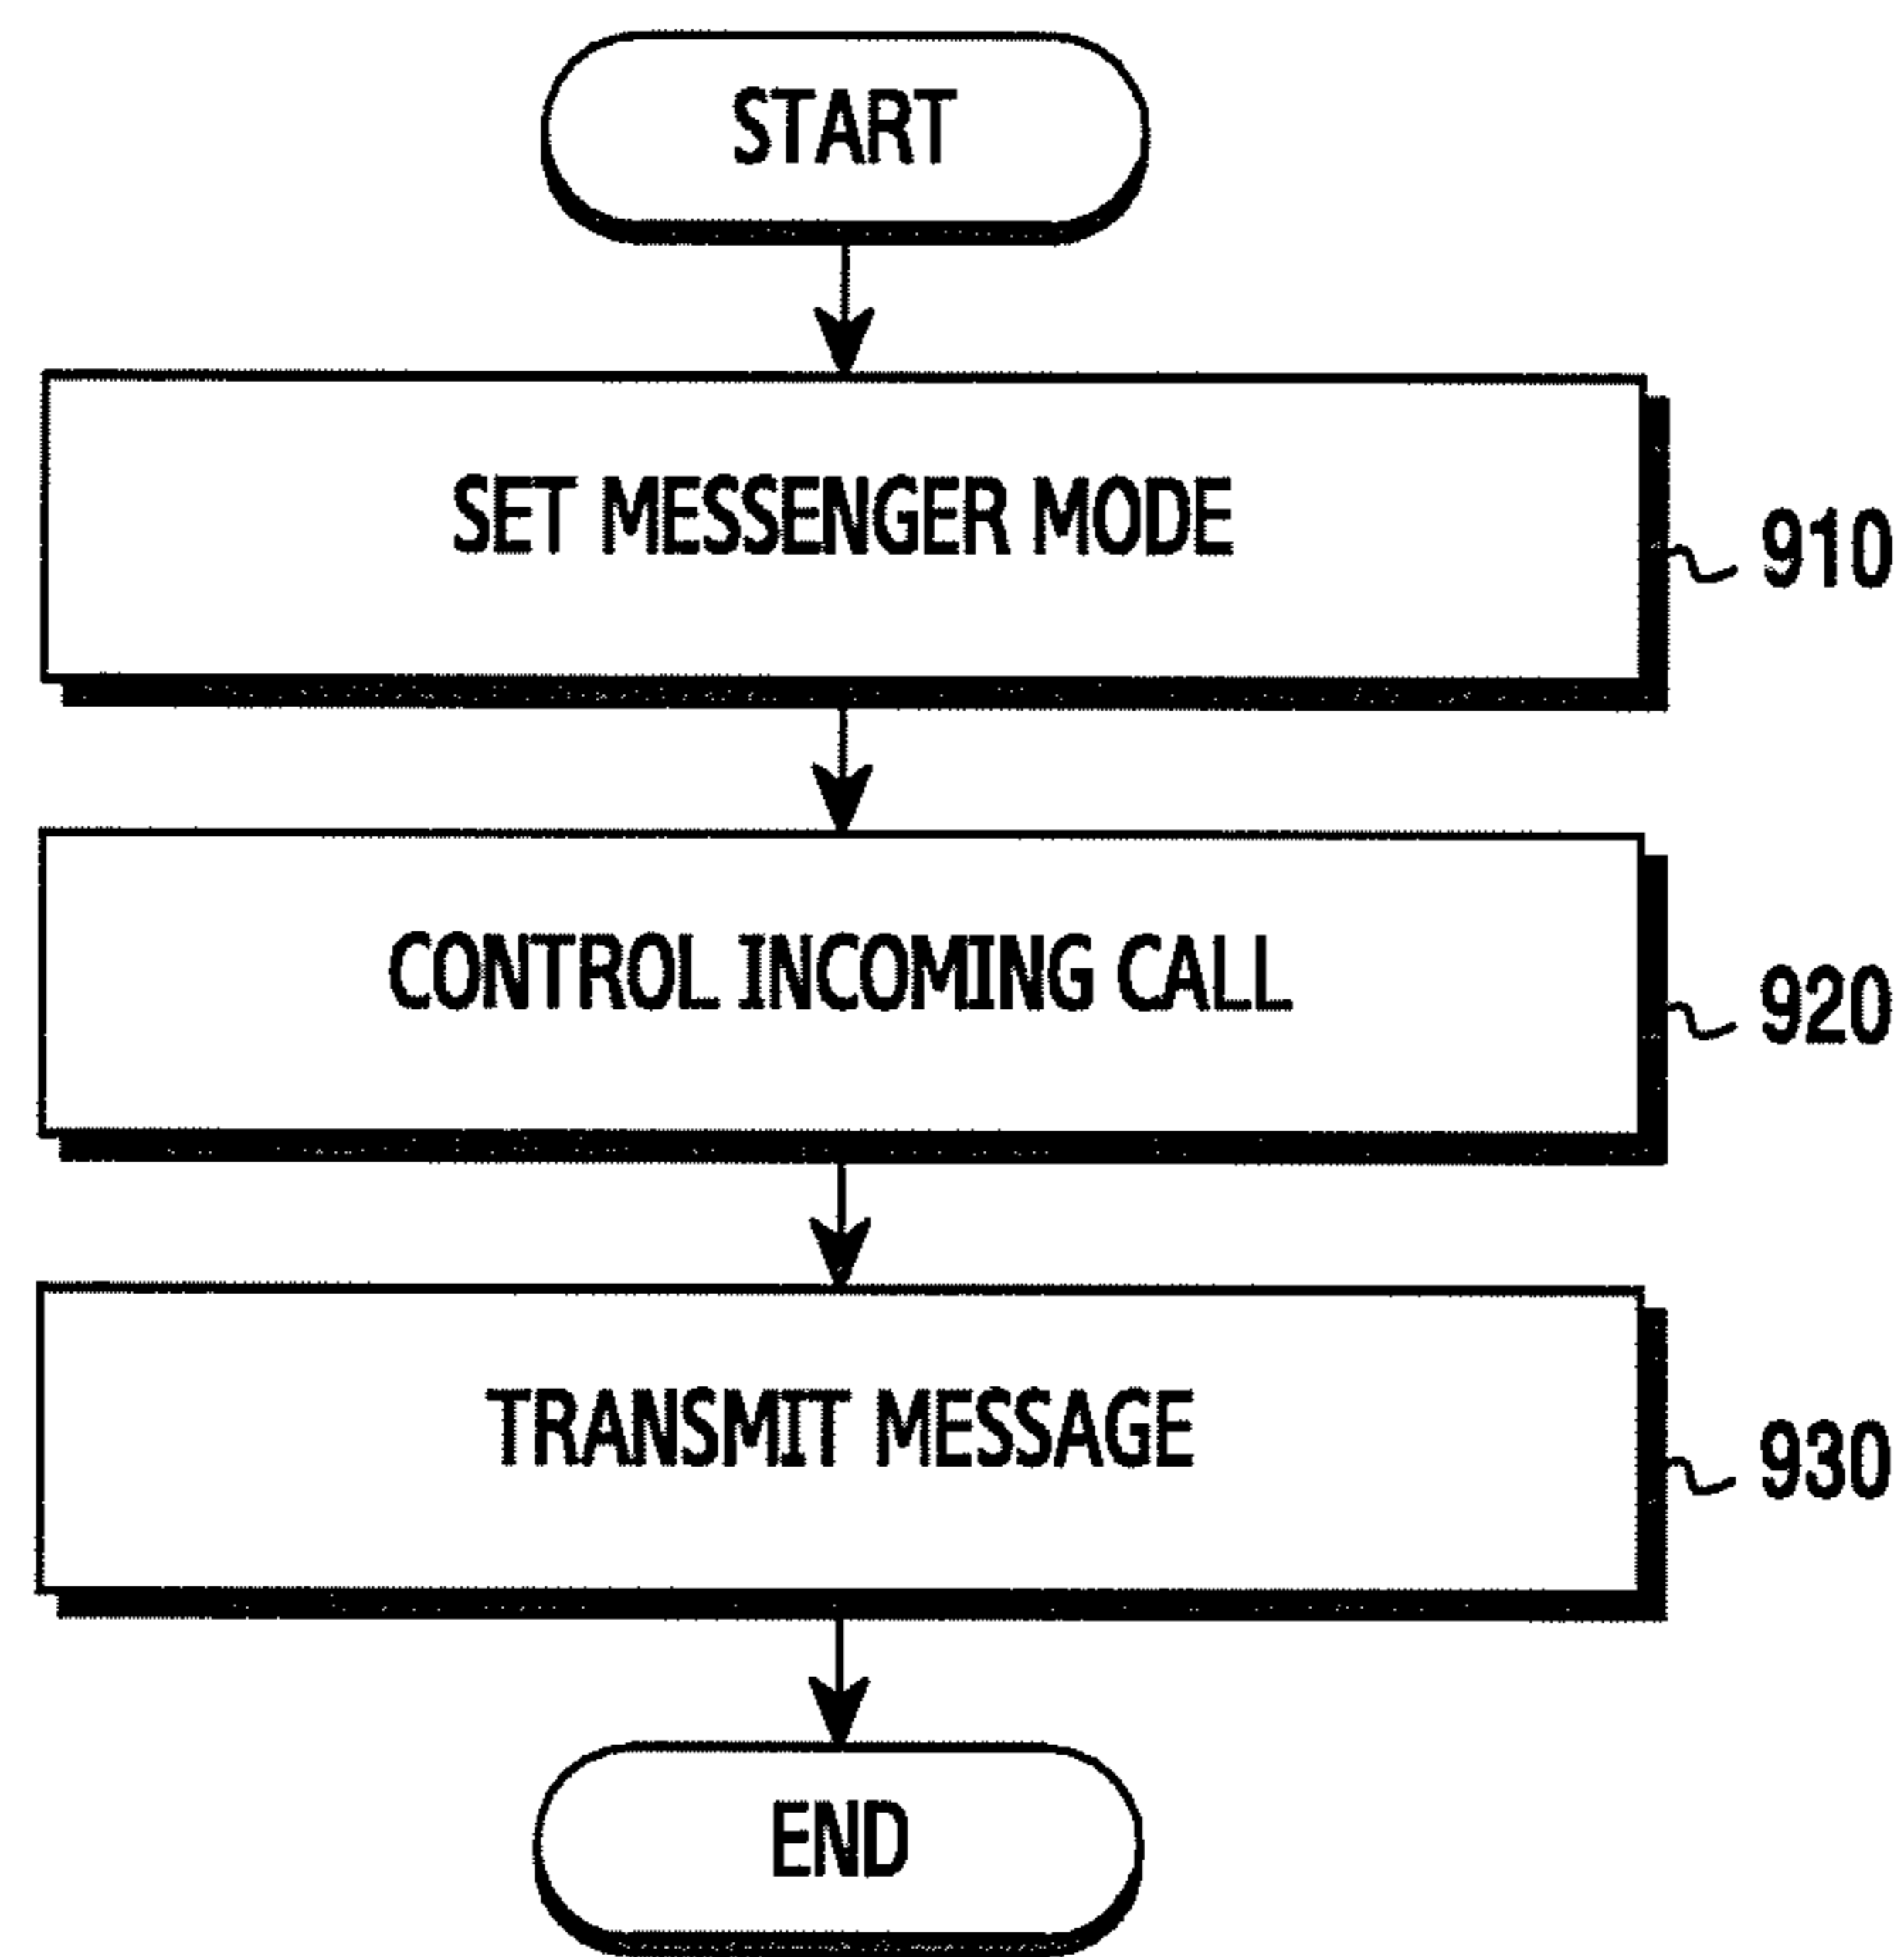 START
SET MESSENGER MODE
910
CONTROL INCOMING CALL
920
TRANSMIT MESSAGE
930
END